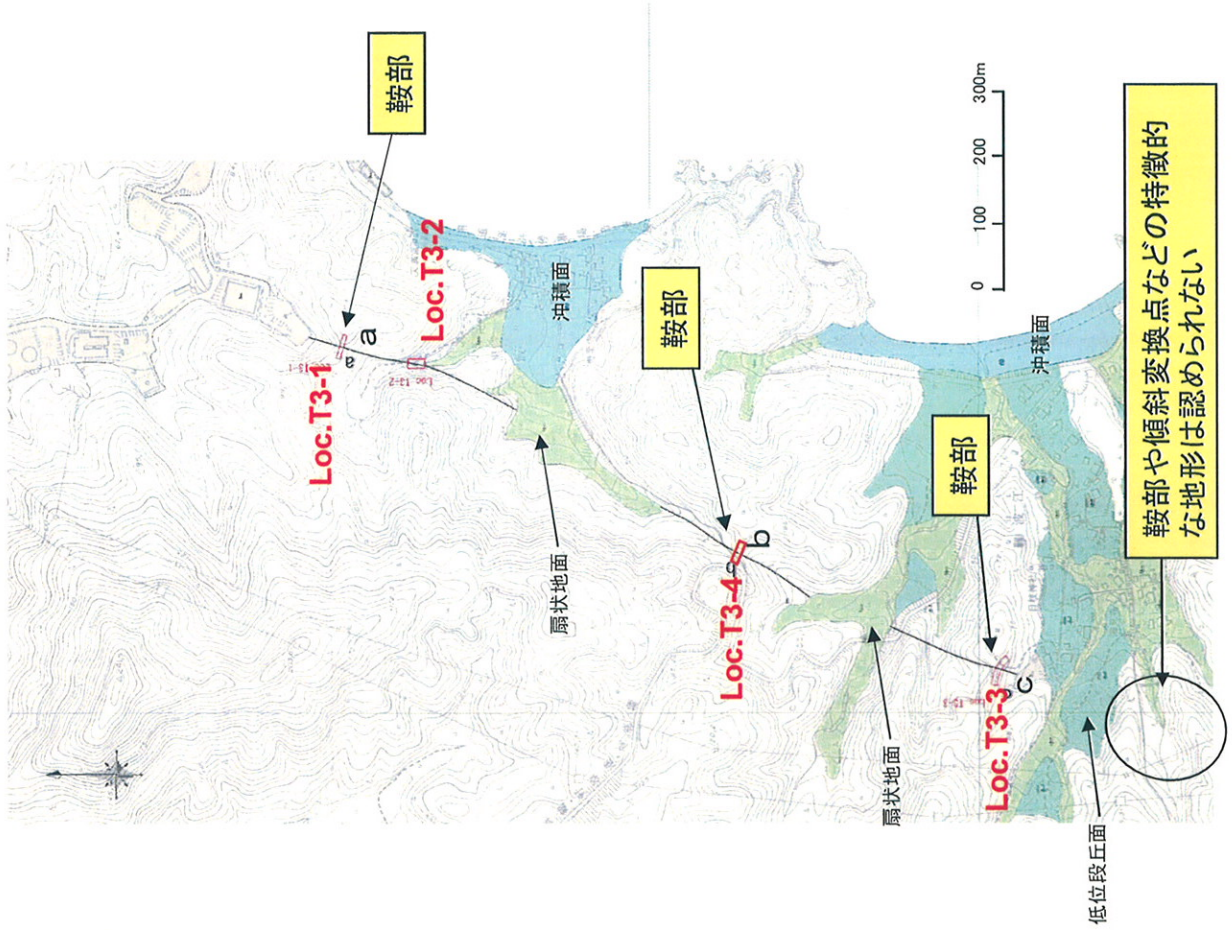 鞍部
Loc.T3-1
a
Loc.T3-2
沖積面
扇状地面
鞍部
Loc.T3-4
b
0 100 200 300m
沖積面
鞍部
扇状地面
Loc.T3-3
c
鞍部や傾斜変換点などの特徴的
な地形は認められない
低位段丘面